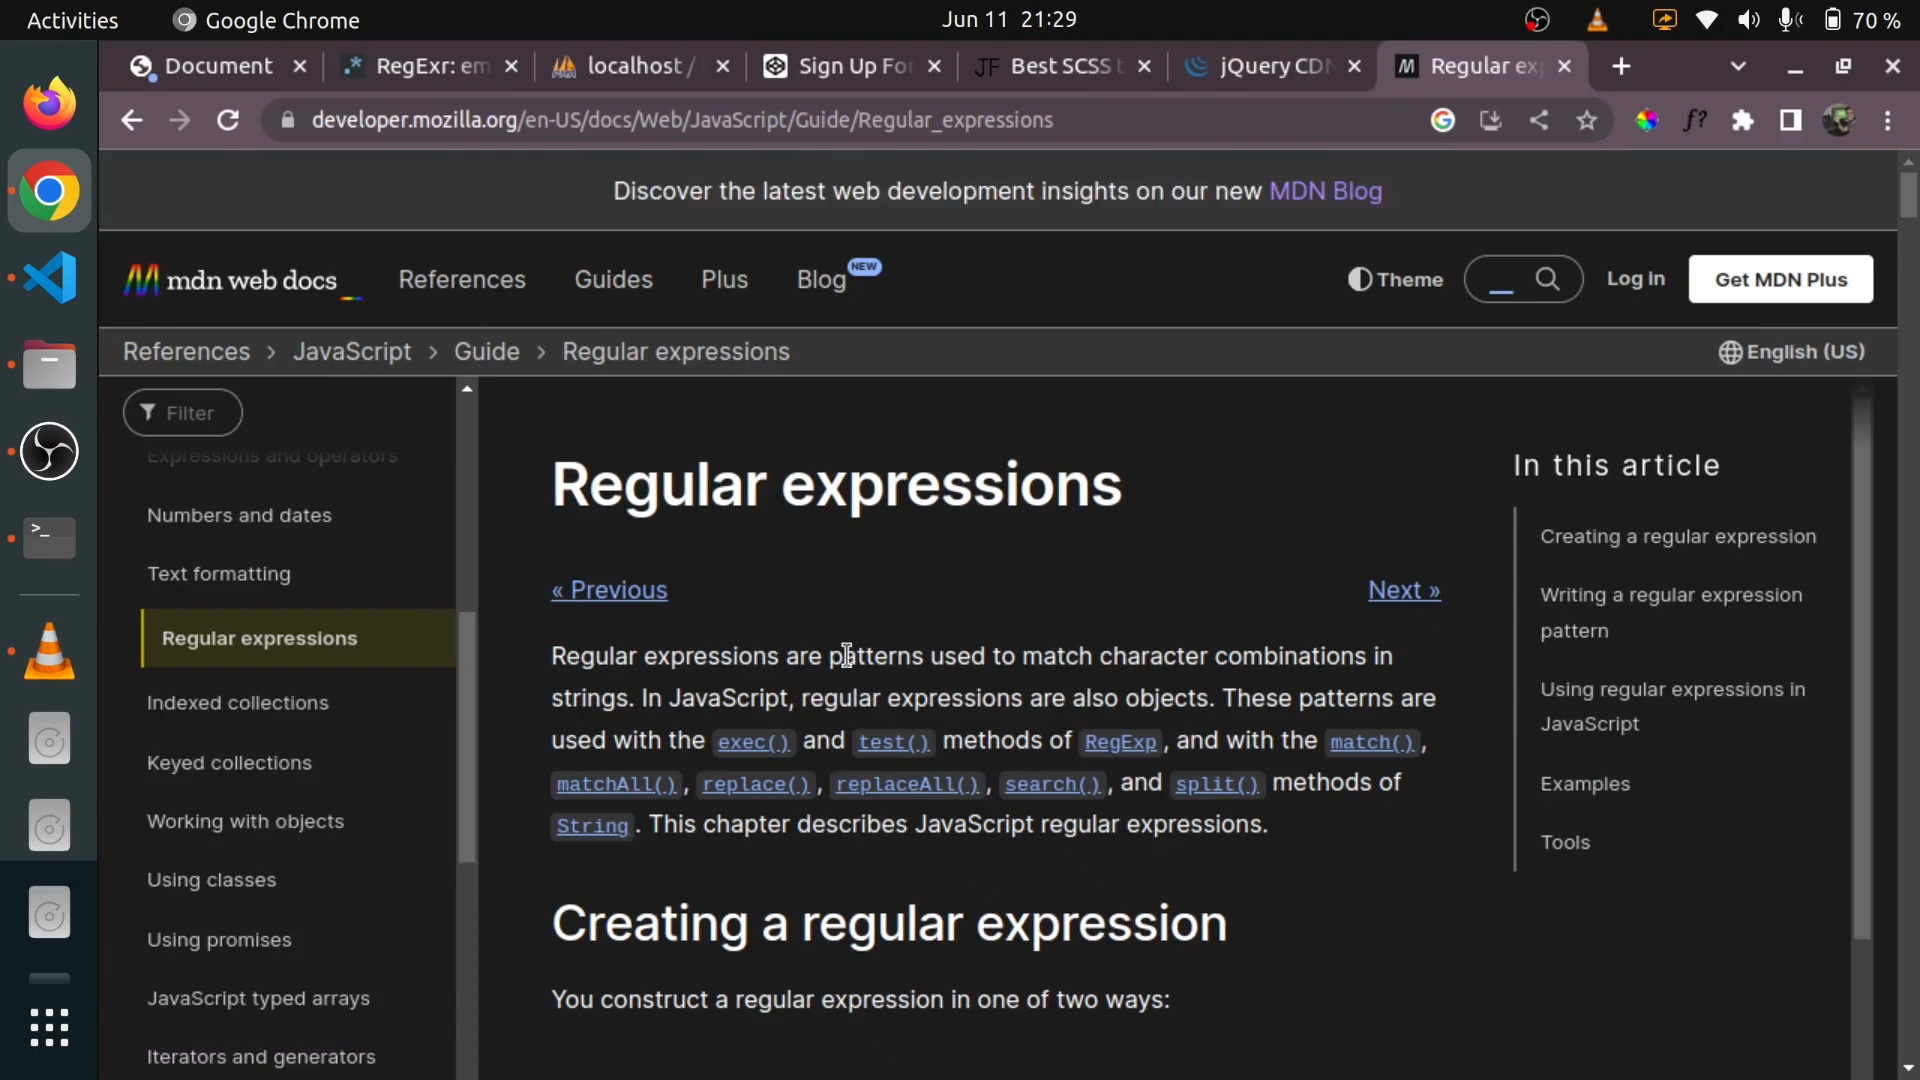 Activities
Google Chrome
Jun 11 21:29
70 %
Document
RegExr: em
localhost /
Sign Up For
JF Best SCSS t
jQuery CDN
Regular exp
developer.mozilla.org/en-US/docs/Web/JavaScript/Guide/Regular_expressions
f?
Discover the latest web development insights on our new MDN Blog
mdn web docs
References
Guides
Plus
Blog NEW
Theme
Log in
Get MDN Plus
References > JavaScript > Guide > Regular expressions
English (US)
Filter
Expressions and operators
Numbers and dates
Text formatting
Regular expressions
Indexed collections
Keyed collections
Working with objects
Using classes
Using promises
JavaScript typed arrays
Iterators and generators
Regular expressions
« Previous
Next »
Regular expressions are patterns used to match character combinations in
strings. In JavaScript, regular expressions are also objects. These patterns are
used with the exec() and test() methods of RegExp, and with the match(),
matchAll(), replace(), replaceAll(), search(), and split() methods of
String. This chapter describes JavaScript regular expressions.
Creating a regular expression
You construct a regular expression in one of two ways:
In this article
Creating a regular expression
Writing a regular expression
pattern
Using regular expressions in
JavaScript
Examples
Tools